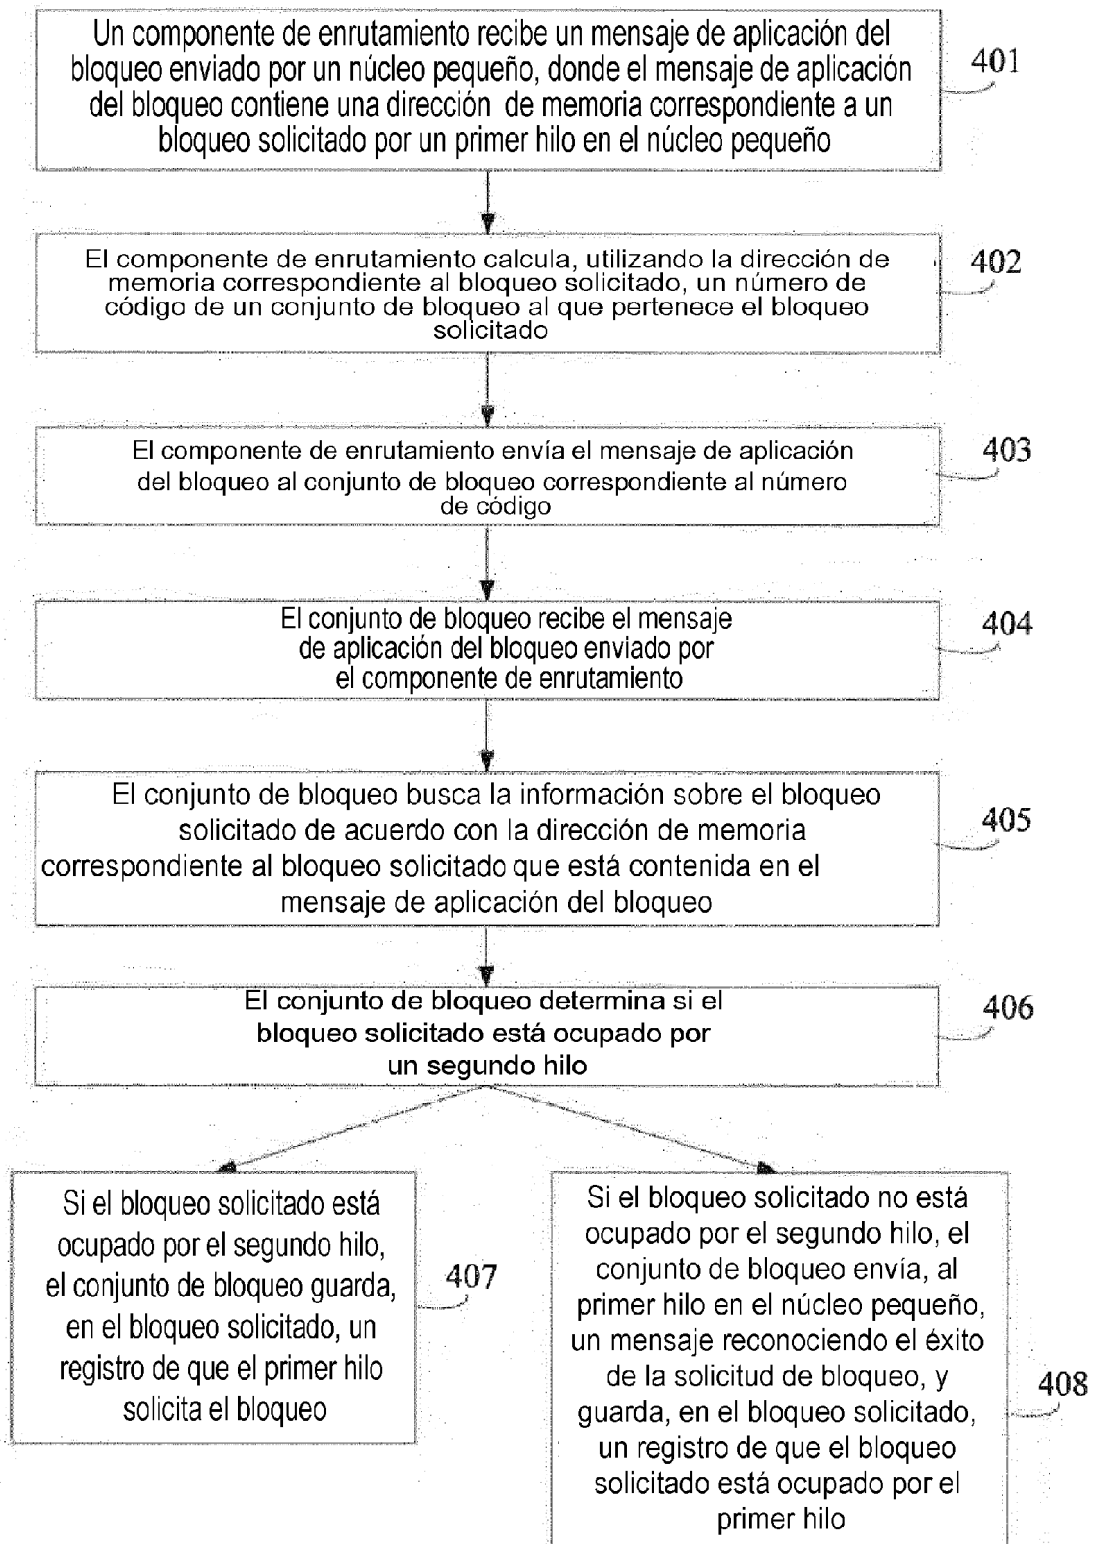 Un componente de enrutamiento recibe un mensaje de aplicación del
bloqueo enviado por un núcleo pequeño, donde el mensaje de aplicación
del bloqueo contiene una dirección de memoria correspondiente a un
bloqueo solicitado por un primer hilo en el núcleo pequeño
401
El componente de enrutamiento calcula, utilizando la dirección de
memoria correspondiente al bloqueo solicitado, un número de
código de un conjunto de bloqueo al que pertenece el bloqueo
solicitado
402
El componente de enrutamiento envía el mensaje de aplicación
del bloqueo al conjunto de bloqueo correspondiente al número
de código
403
El conjunto de bloqueo recibe el mensaje
de aplicación del bloqueo enviado por
el componente de enrutamiento
404
El conjunto de bloqueo busca la información sobre el bloqueo
solicitado de acuerdo con la dirección de memoria
correspondiente al bloqueo solicitado que está contenida en el
mensaje de aplicación del bloqueo
405
El conjunto de bloqueo determina si el
bloqueo solicitado está ocupado por
un segundo hilo
406
Si el bloqueo solicitado está
ocupado por el segundo hilo,
el conjunto de bloqueo guarda,
en el bloqueo solicitado, un
registro de que el primer hilo
solicita el bloqueo
407
Si el bloqueo solicitado no está
ocupado por el segundo hilo, el
conjunto de bloqueo envía, al
primer hilo en el núcleo pequeño,
un mensaje reconociendo el éxito
de la solicitud de bloqueo, y
guarda, en el bloqueo solicitado,
un registro de que el bloqueo
solicitado está ocupado por el
primer hilo
408